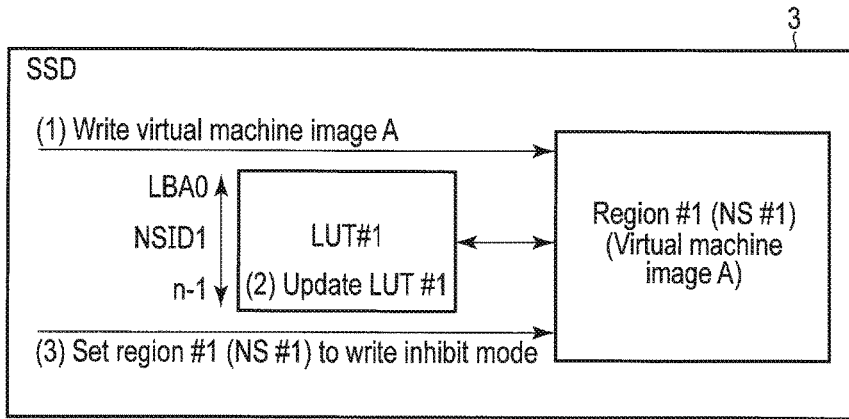 3
SSD
(1) Write virtual machine image A
LBA0
NSID1
n-1
LUT#1
(2) Update LUT #1
Region #1 (NS #1)
(Virtual machine
image A)
(3) Set region #1 (NS #1) to write inhibit mode